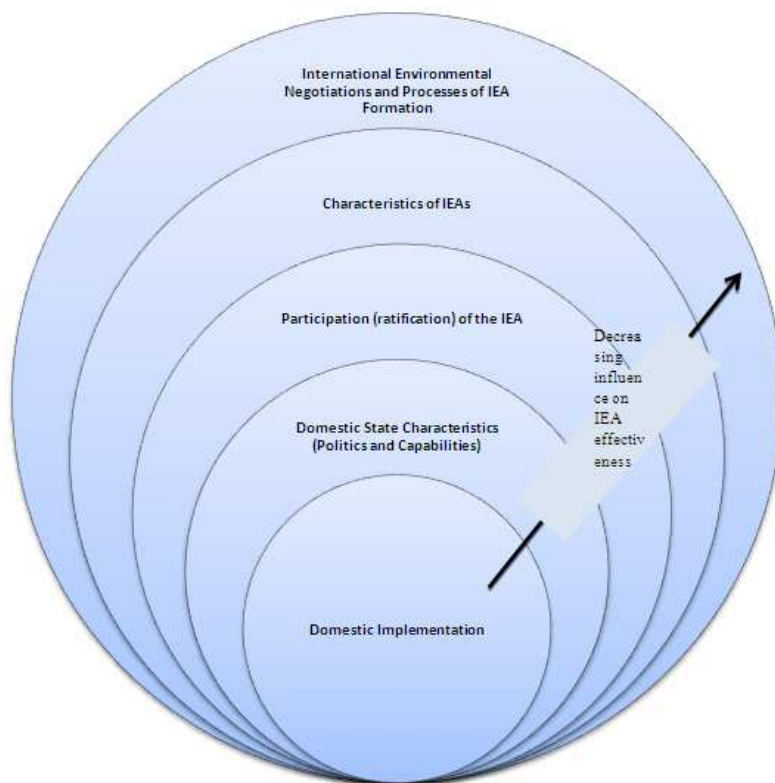 International Environmental
Negotiations and Processes of IEA
Formation
Characteristics of IEAs
Participation (ratification) of the IEA
Decrea
sing
influen
ce on
IEA
effectiv
eness
Domestic State Characteristics
(Politics and Capabilities)
Domestic Implementation